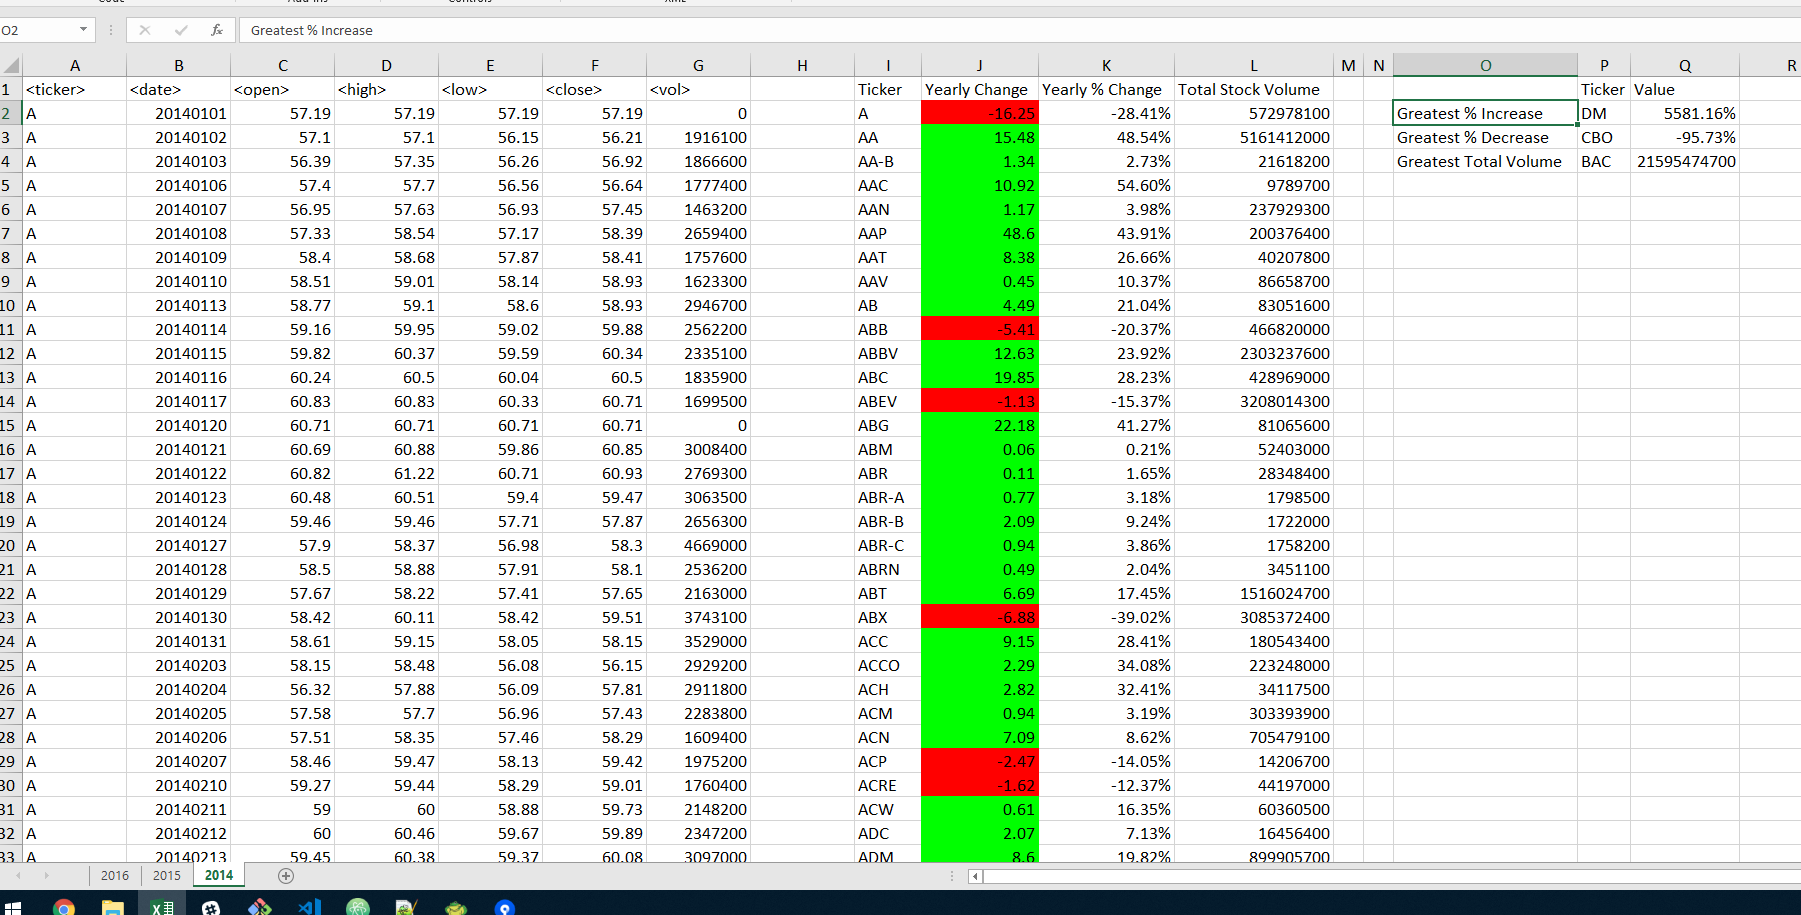 O2 fx Greatest % Increase
A B C D E F G H I J K L M N O P Q R
1 <ticker> <date> <open> <high> <low> <close> <vol> Ticker Yearly Change Yearly % Change Total Stock Volume Ticker Value
2 A 20140101 57.19 57.19 57.19 57.19 0 A -16.25 -28.41% 572978100 Greatest % Increase DM 5581.16%
3 A 20140102 57.1 57.1 56.15 56.21 1916100 AA 15.48 48.54% 5161412000 Greatest % Decrease CBO -95.73%
4 A 20140103 56.39 57.35 56.26 56.92 1866600 AA-B 1.34 2.73% 21618200 Greatest Total Volume BAC 21595474700
5 A 20140106 57.4 57.7 56.56 56.64 1777400 AAC 10.92 54.60% 9789700
6 A 20140107 56.95 57.63 56.93 57.45 1463200 AAN 1.17 3.98% 237929300
7 A 20140108 57.33 58.54 57.17 58.39 2659400 AAP 48.6 43.91% 200376400
8 A 20140109 58.4 58.68 57.87 58.41 1757600 AAT 8.38 26.66% 40207800
9 A 20140110 58.51 59.01 58.14 58.93 1623300 AAV 0.45 10.37% 86658700
10 A 20140113 58.77 59.1 58.6 58.93 2946700 AB 4.49 21.04% 83051600
11 A 20140114 59.16 59.95 59.02 59.88 2562200 ABB -5.41 -20.37% 466820000
12 A 20140115 59.82 60.37 59.59 60.34 2335100 ABBV 12.63 23.92% 2303237600
13 A 20140116 60.24 60.5 60.04 60.5 1835900 ABC 19.85 28.23% 428969000
14 A 20140117 60.83 60.83 60.33 60.71 1699500 ABEV -1.13 -15.37% 3208014300
15 A 20140120 60.71 60.71 60.71 60.71 0 ABG 22.18 41.27% 81065600
16 A 20140121 60.69 60.88 59.86 60.85 3008400 ABM 0.06 0.21% 52403000
17 A 20140122 60.82 61.22 60.71 60.93 2769300 ABR 0.11 1.65% 28348400
18 A 20140123 60.48 60.51 59.4 59.47 3063500 ABR-A 0.77 3.18% 1798500
19 A 20140124 59.46 59.46 57.71 57.87 2656300 ABR-B 2.09 9.24% 1722000
20 A 20140127 57.9 58.37 56.98 58.3 4669000 ABR-C 0.94 3.86% 1758200
21 A 20140128 58.5 58.88 57.91 58.1 2536200 ABRN 0.49 2.04% 3451100
22 A 20140129 57.67 58.22 57.41 57.65 2163000 ABT 6.69 17.45% 1516024700
23 A 20140130 58.42 60.11 58.42 59.51 3743100 ABX -6.88 -39.02% 3085372400
24 A 20140131 58.61 59.15 58.05 58.15 3529000 ACC 9.15 28.41% 180543400
25 A 20140203 58.15 58.48 56.08 56.15 2929200 ACCO 2.29 34.08% 223248000
26 A 20140204 56.32 57.88 56.09 57.81 2911800 ACH 2.82 32.41% 34117500
27 A 20140205 57.58 57.7 56.96 57.43 2283800 ACM 0.94 3.19% 303393900
28 A 20140206 57.51 58.35 57.46 58.29 1609400 ACN 7.09 8.62% 705479100
29 A 20140207 58.46 59.47 58.13 59.42 1975200 ACP -2.47 -14.05% 14206700
30 A 20140210 59.27 59.44 58.29 59.01 1760400 ACRE -1.62 -12.37% 44197000
31 A 20140211 59 60 58.88 59.73 2148200 ACW 0.61 16.35% 60360500
32 A 20140212 60 60.46 59.67 59.89 2347200 ADC 2.07 7.13% 16456400
33 A 20140213 59.45 60.38 59.37 60.08 3097000 ADM 8.6 19.82% 899905700
2016 2015 2014